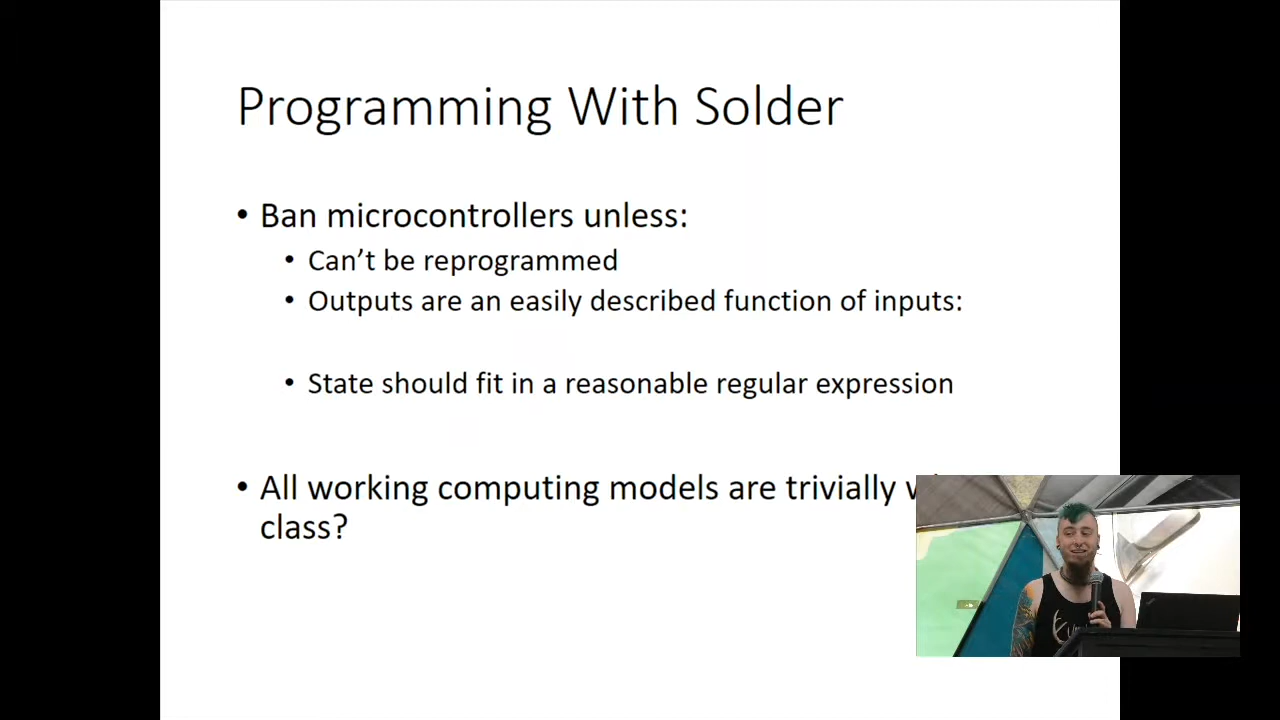 Programming With Solder
• Ban microcontrollers unless:
• Can’t be reprogrammed
• Outputs are an easily described function of inputs:
• State should fit in a reasonable regular expression
• All working computing models are trivially
class?